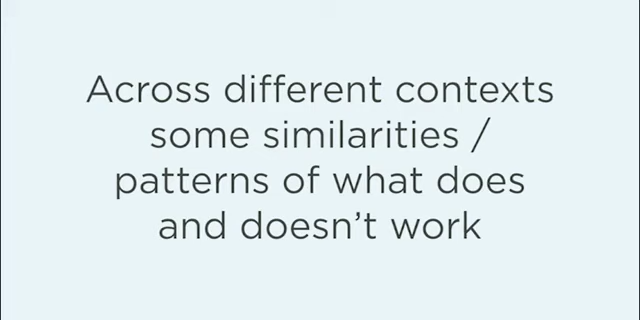 Across different contexts
some similarities /
patterns of what does
and doesn’t work